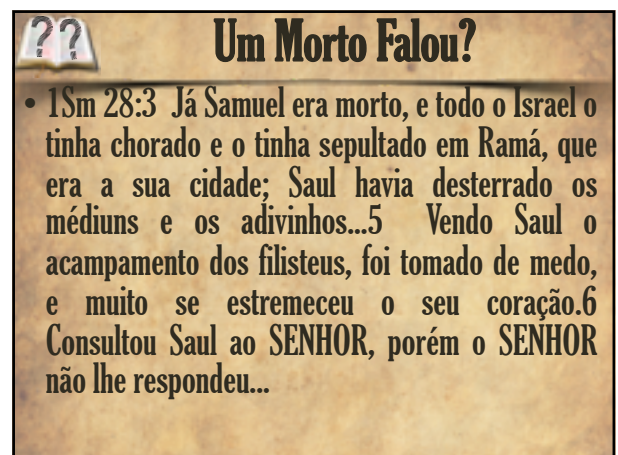 ??
Um Morto Falou?
• 1Sm 28:3 Já Samuel era morto, e todo o Israel o
tinha chorado e o tinha sepultado em Ramá, que
era a sua cidade; Saul havia desterrado os
médiuns e os adivinhos...5 Vendo Saul o
acampamento dos filisteus, foi tomado de medo,
e muito se estremeceu o seu coração.6
Consultou Saul ao SENHOR, porém o SENHOR
não lhe respondeu...